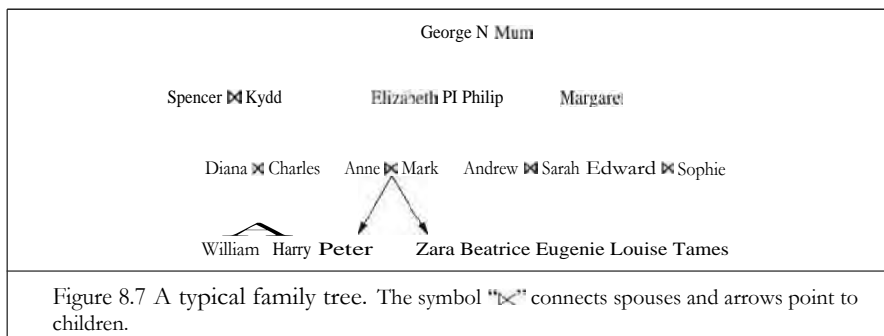 George N Mum
Spencer ⋈ Kydd Elizabeth PI Philip Margaret
Diana ⋈ Charles Anne ⋈ Mark Andrew ⋈ Sarah Edward ⋈ Sophie
William Harry Peter Zara Beatrice Eugenie Louise Tames
Figure 8.7 A typical family tree. The symbol "⋈" connects spouses and arrows point to
children.